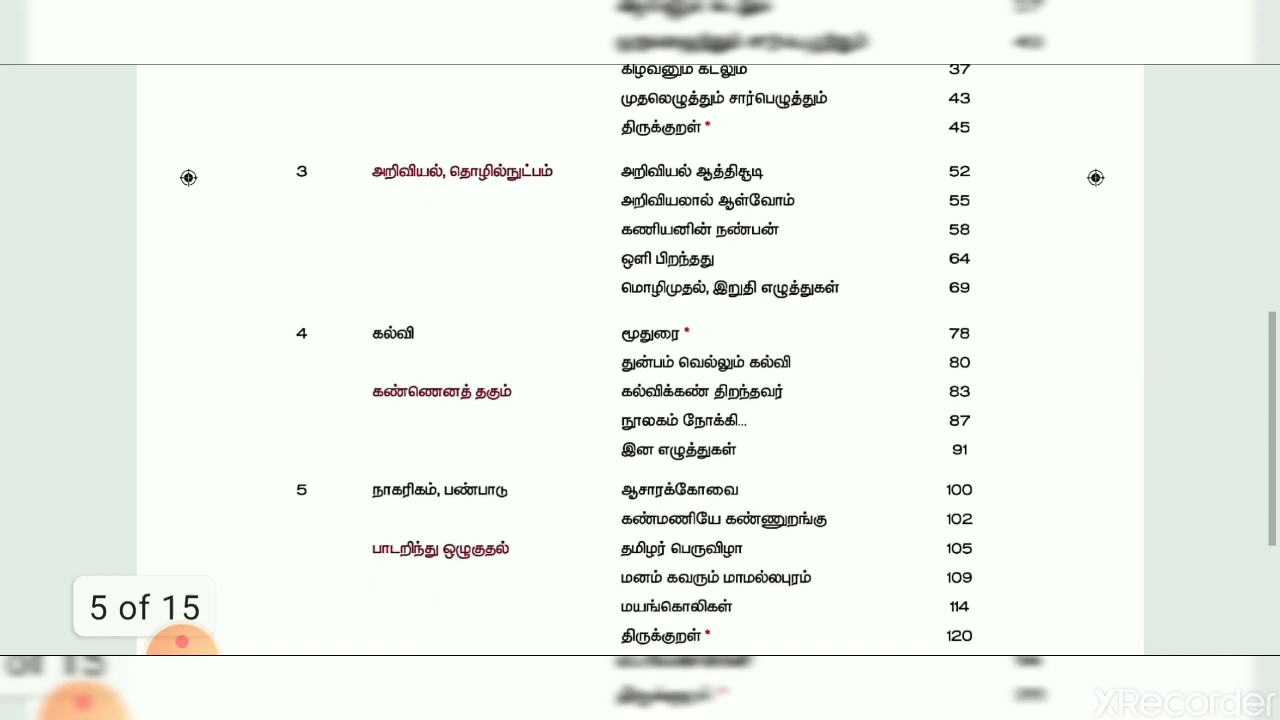 கிழவனும் கடலும் 37
முதலெழுத்தும் சார்பெழுத்தும் 43
திருக்குறள் * 45
3 அறிவியல், தொழில்நுட்பம் அறிவியல் ஆத்திசூடி 52
அறிவியலால் ஆள்வோம் 55
கணியனின் நண்பன் 58
ஒளி பிறந்தது 64
மொழிமுதல், இறுதி எழுத்துகள் 69
4 கல்வி மூதுரை * 78
துன்பம் வெல்லும் கல்வி 80
கண்ணெனத் தகும் கல்விக்கண் திறந்தவர் 83
நூலகம் நோக்கி... 87
இன எழுத்துகள் 91
5 நாகரிகம், பண்பாடு ஆசாரக்கோவை 100
கண்மணியே கண்ணுறங்கு 102
பாடறிந்து ஒழுகுதல் தமிழர் பெருவிழா 105
மனம் கவரும் மாமல்லபுரம் 109
மயங்கொலிகள் 114
திருக்குறள் * 120
5 of 15
XRecorder